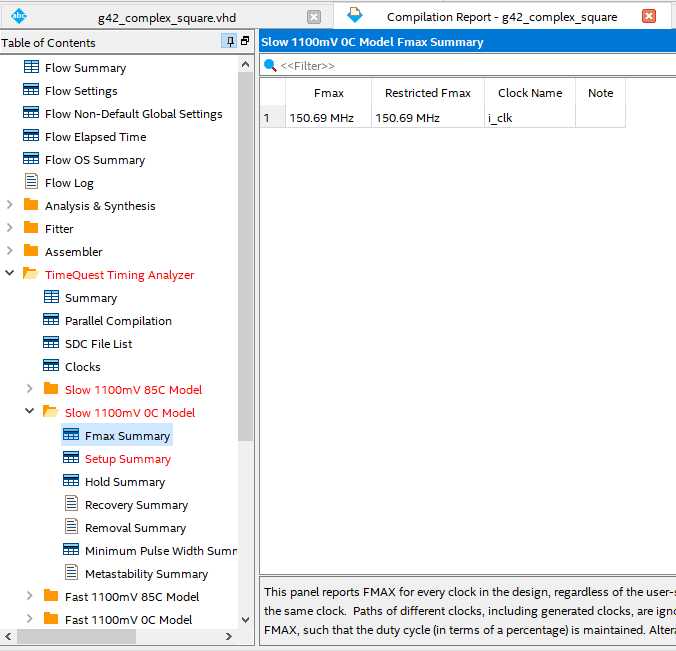 abc g42_complex_square.vhd
Compilation Report - g42_complex_square
Table of Contents
Flow Summary
Flow Settings
Flow Non-Default Global Settings
Flow Elapsed Time
Flow OS Summary
Flow Log
Analysis & Synthesis
Fitter
Assembler
TimeQuest Timing Analyzer
Summary
Parallel Compilation
SDC File List
Clocks
Slow 1100mV 85C Model
Slow 1100mV 0C Model
Fmax Summary
Setup Summary
Hold Summary
Recovery Summary
Removal Summary
Minimum Pulse Width Summ
Metastability Summary
Fast 1100mV 85C Model
Fast 1100mV 0C Model
Slow 1100mV 0C Model Fmax Summary
<<Filter>>
Fmax Restricted Fmax Clock Name Note
1 150.69 MHz 150.69 MHz i_clk
This panel reports FMAX for every clock in the design, regardless of the user-s
the same clock. Paths of different clocks, including generated clocks, are igno
FMAX, such that the duty cycle (in terms of a percentage) is maintained. Altera